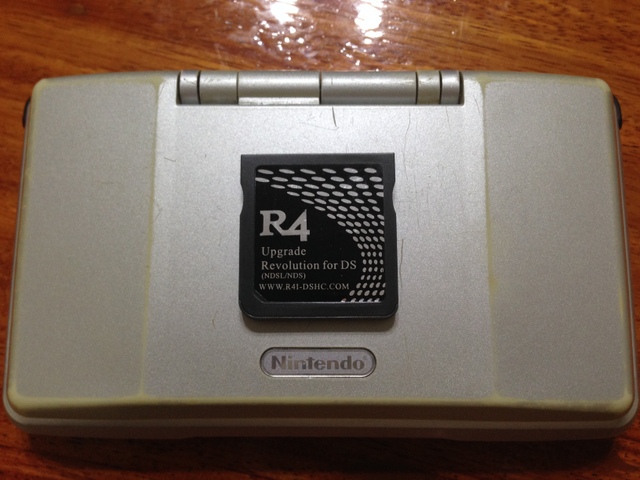 R4
Upgrade
Revolution for DS
(NDSL/NDS)
WWW.R4I-DSHC.COM
Nintendo